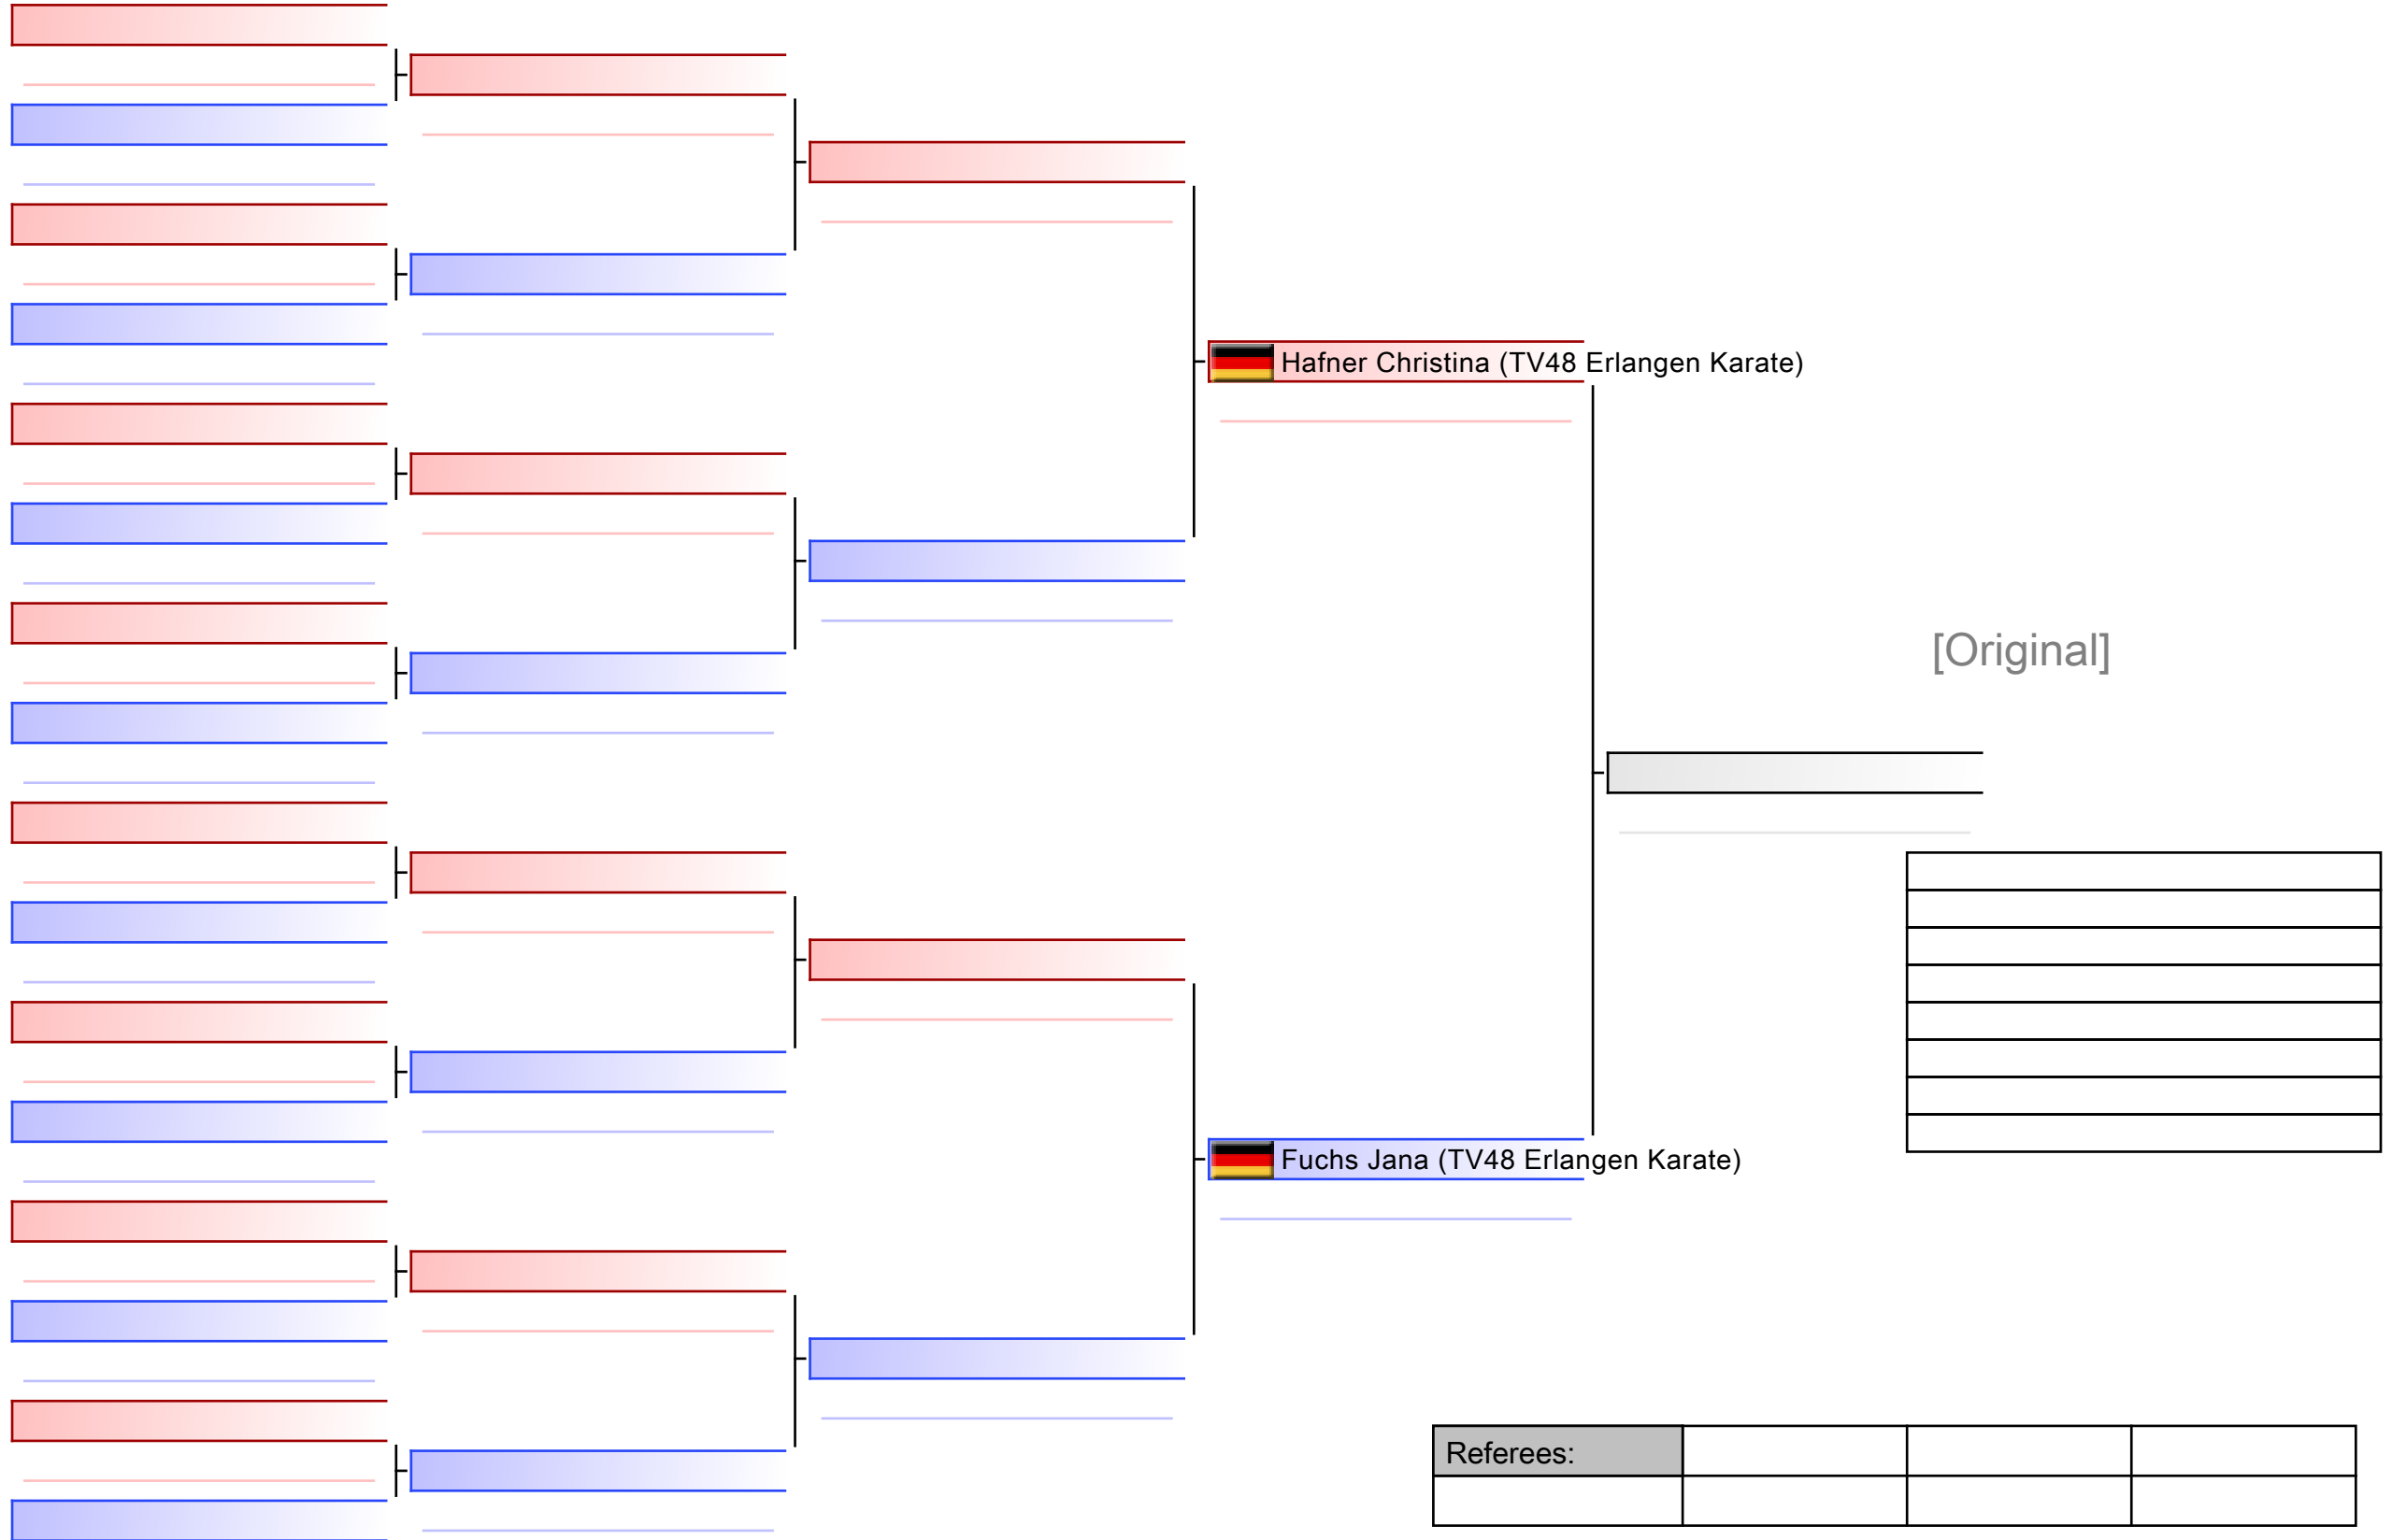 Hafner Christina (TV48 Erlangen Karate)
[Original]
Fuchs Jana (TV48 Erlangen Karate)
Referees: